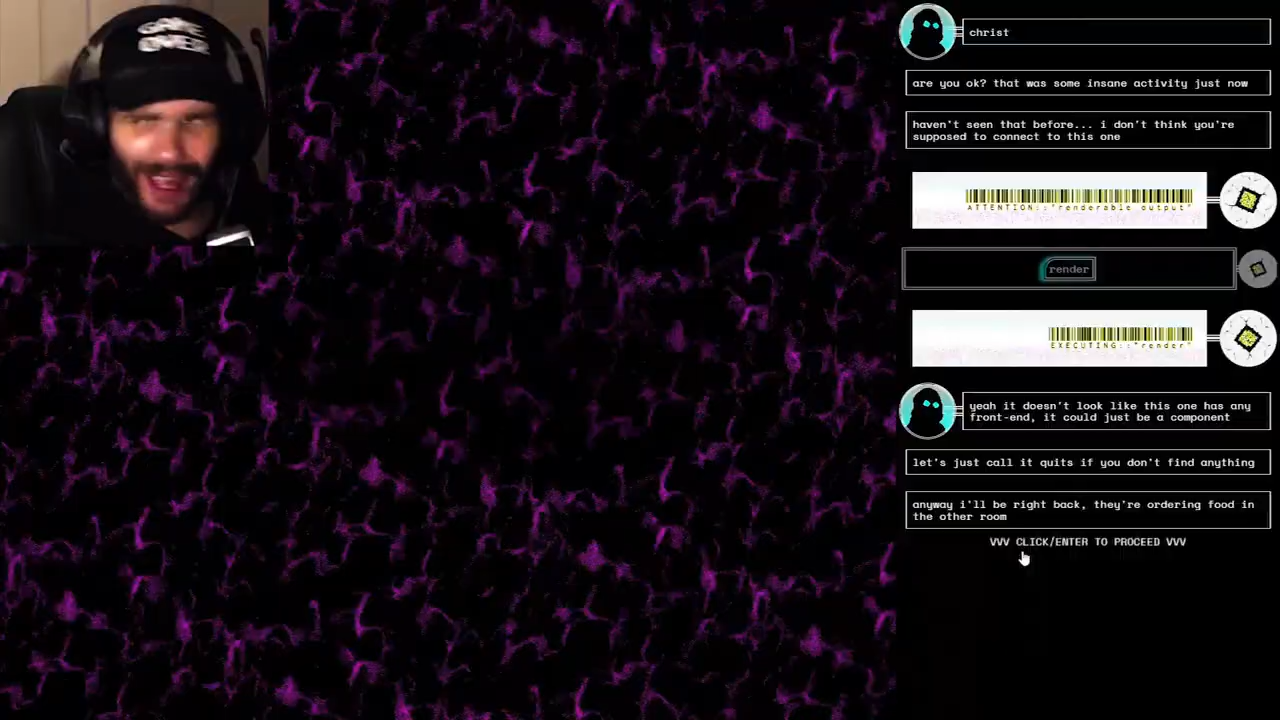 GAME
OVER
christ
are you ok? that was some insane activity just now
haven't seen that before... i don't think you're
supposed to connect to this one
ATTENTION::"renderable output"
render
EXECUTING::"render"
yeah it doesn't look like this one has any
front-end, it could just be a component
let's just call it quits if you don't find anything
anyway i'll be right back, they're ordering food in
the other room
VVV CLICK/ENTER TO PROCEED VVV